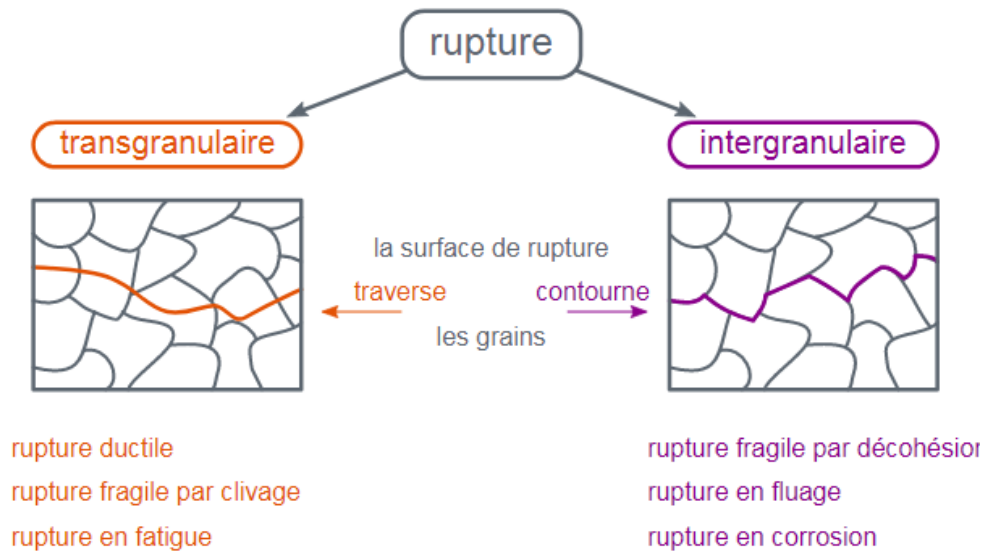 rupture
transgranulaire
intergranulaire
la surface de rupture
traverse contourne
les grains
rupture ductile
rupture fragile par clivage
rupture en fatigue
rupture fragile par décohésion
rupture en fluage
rupture en corrosion